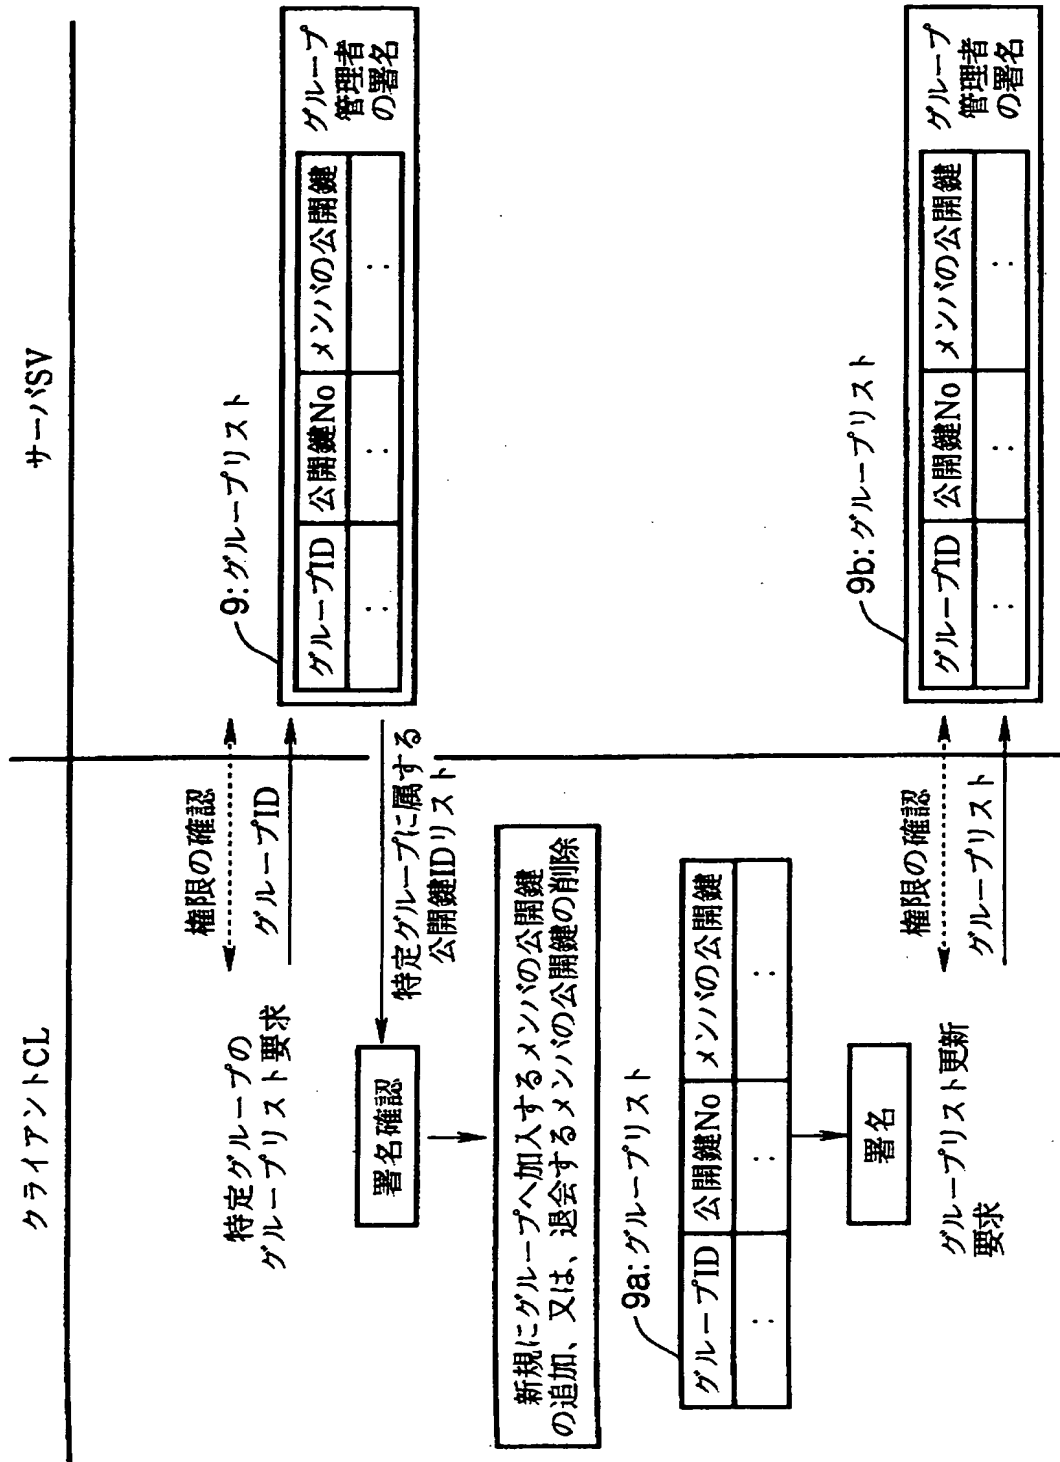 クライアントCL
サーバSV
特定グループの
グループリスト要求
権限の確認
グループID
9:グループリスト
グループID 公開鍵No メンバの公開鍵
: : :
グループ
管理者
の署名
特定グループに属する
公開鍵IDリスト
署名確認
新規にグループへ加入するメンバの公開鍵
の追加、又は、退会するメンバの公開鍵の削除
9a:グループリスト
グループID 公開鍵No メンバの公開鍵
: : :
署名
グループリスト更新
要求
権限の確認
グループリスト
9b:グループリスト
グループID 公開鍵No メンバの公開鍵
: : :
グループ
管理者
の署名